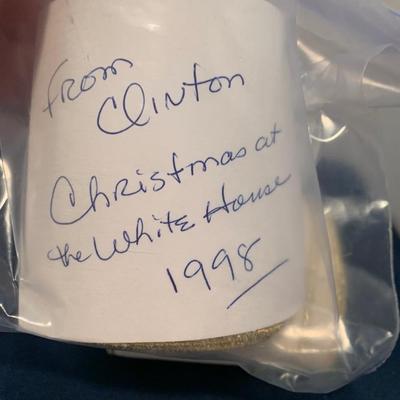 From
Clinton
Christmas at
the White House
1998